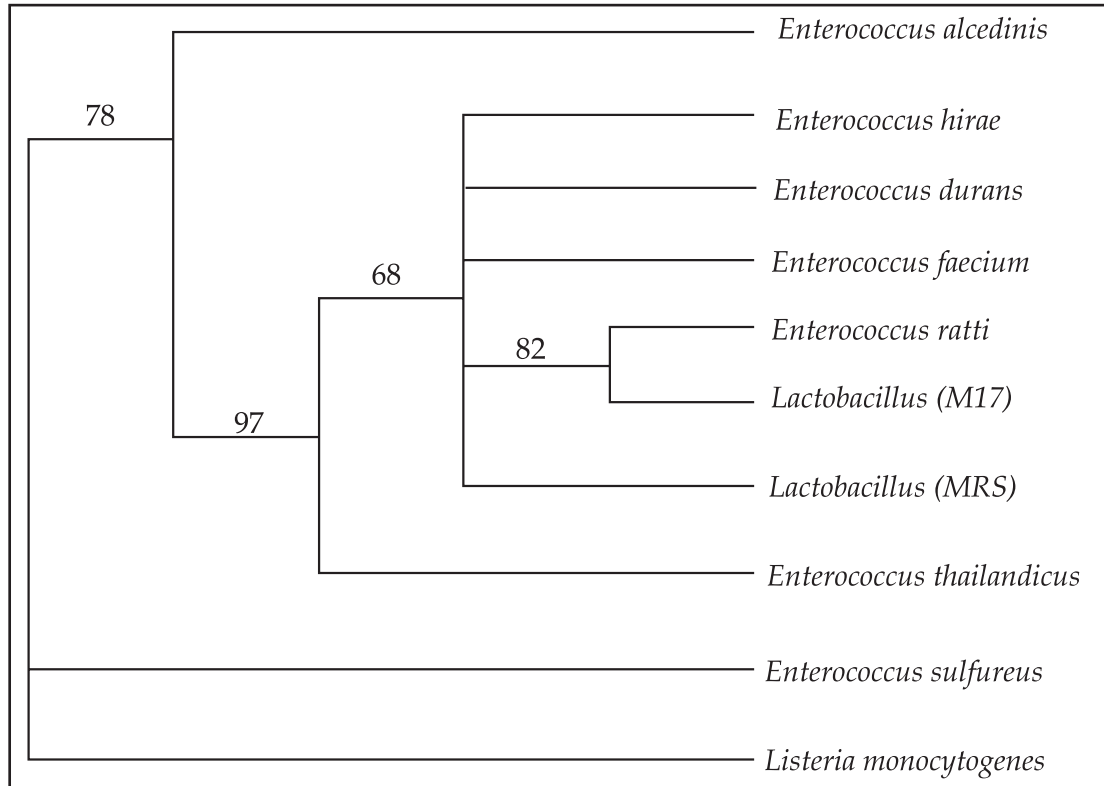 Enterococcus alcedinis
78
Enterococcus hirae
Enterococcus durans
Enterococcus faecium
68
Enterococcus ratti
82
Lactobacillus (M17)
97
Lactobacillus (MRS)
Enterococcus thailandicus
Enterococcus sulfureus
Listeria monocytogenes